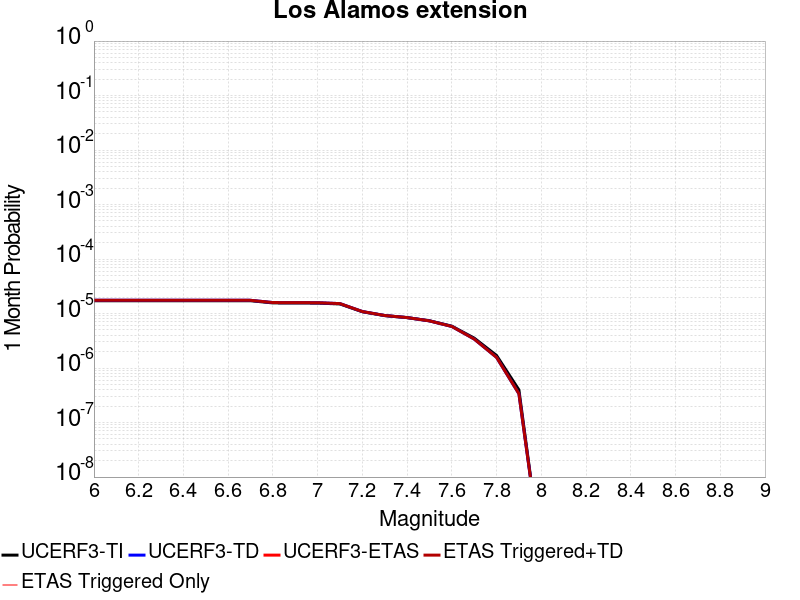 Los Alamos extension
1 Month Probability
10^0
10^-1
10^-2
10^-3
10^-4
10^-5
10^-6
10^-7
10^-8
6 6.2 6.4 6.6 6.8 7 7.2 7.4 7.6 7.8 8 8.2 8.4 8.6 8.8 9
Magnitude
UCERF3-TI UCERF3-TD UCERF3-ETAS ETAS Triggered+TD
ETAS Triggered Only